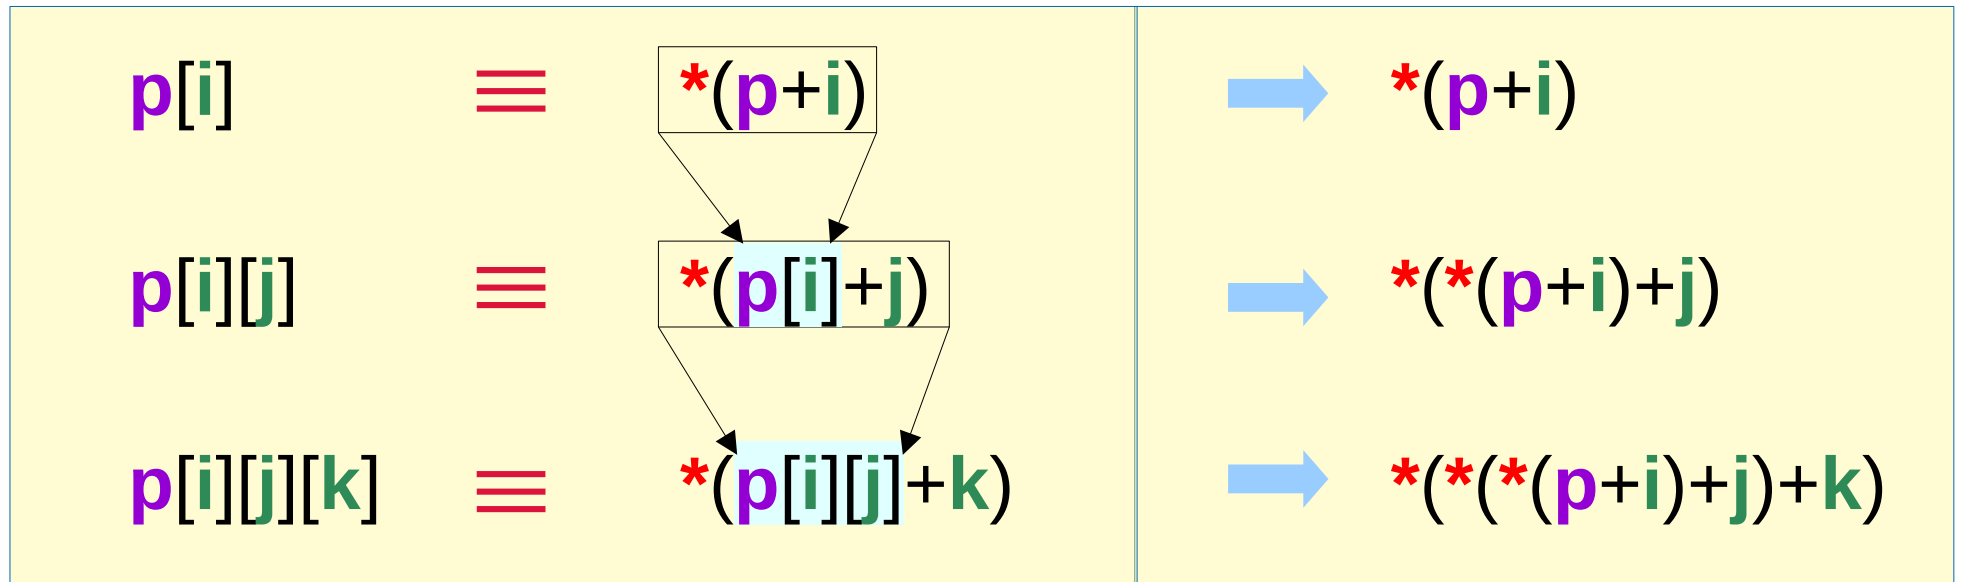 p[i] ≡ *(p+i) *(p+i)
p[i][j] ≡ *(p[i]+j) *(*(p+i)+j)
p[i][j][k] ≡ *(p[i][j]+k) *(*(*(p+i)+j)+k)